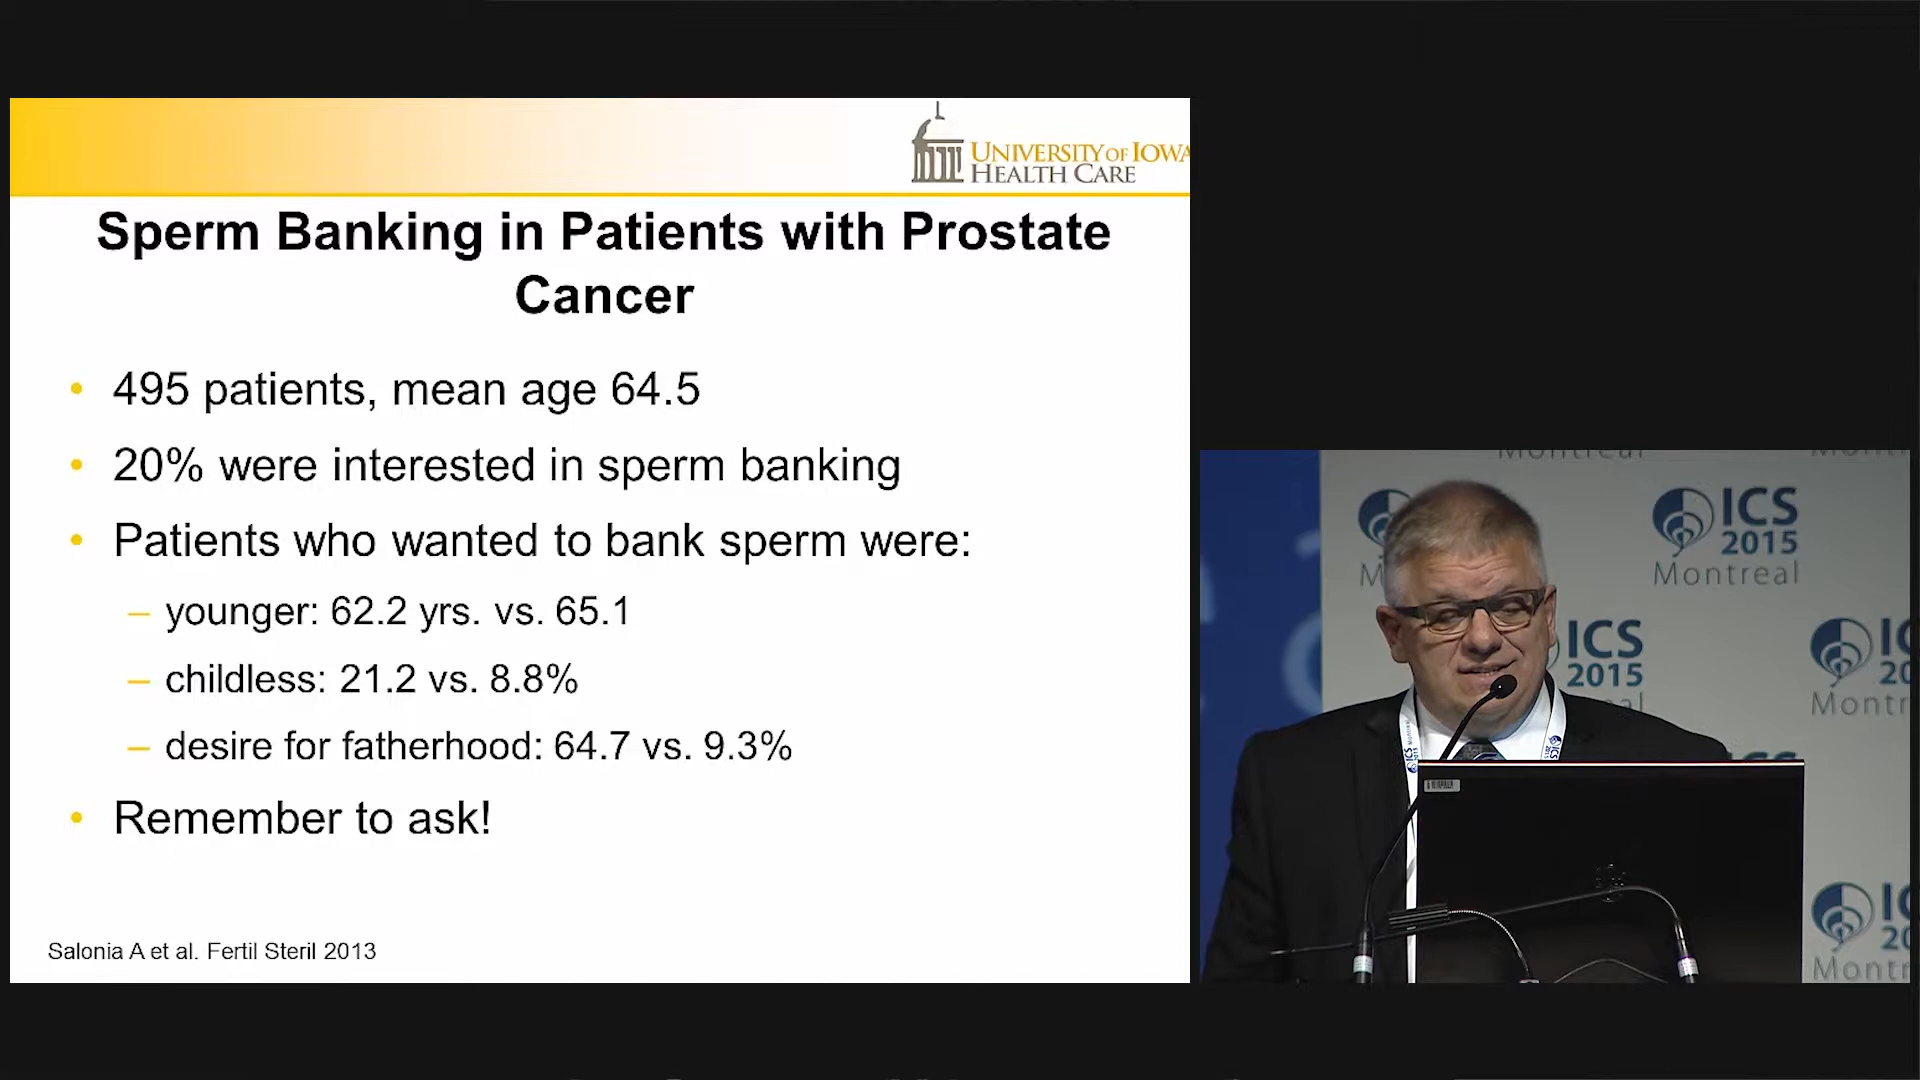 UNIVERSITY OF IOWA
HEALTH CARE
Sperm Banking in Patients with Prostate
Cancer
• 495 patients, mean age 64.5
• 20% were interested in sperm banking
• Patients who wanted to bank sperm were:
– younger: 62.2 yrs. vs. 65.1
– childless: 21.2 vs. 8.8%
– desire for fatherhood: 64.7 vs. 9.3%
• Remember to ask!
Salonia A et al. Fertil Steril 2013
Montreal
ICS
2015
Montreal
ICS
2015